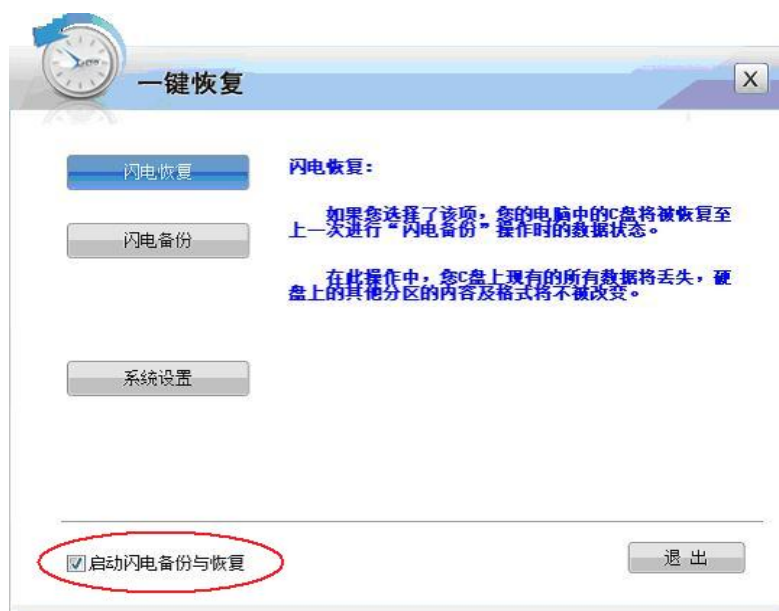 一键恢复
X
闪电恢复
闪电备份
系统设置
闪电恢复：
如果您选择了该项，您的电脑中的C盘将被恢复至
上一次进行“闪电备份”操作时的数据状态。
在此操作中，您C盘上现有的所有数据将丢失，硬
盘上的其他分区的内容及格式将不被改变。
启动闪电备份与恢复
退出